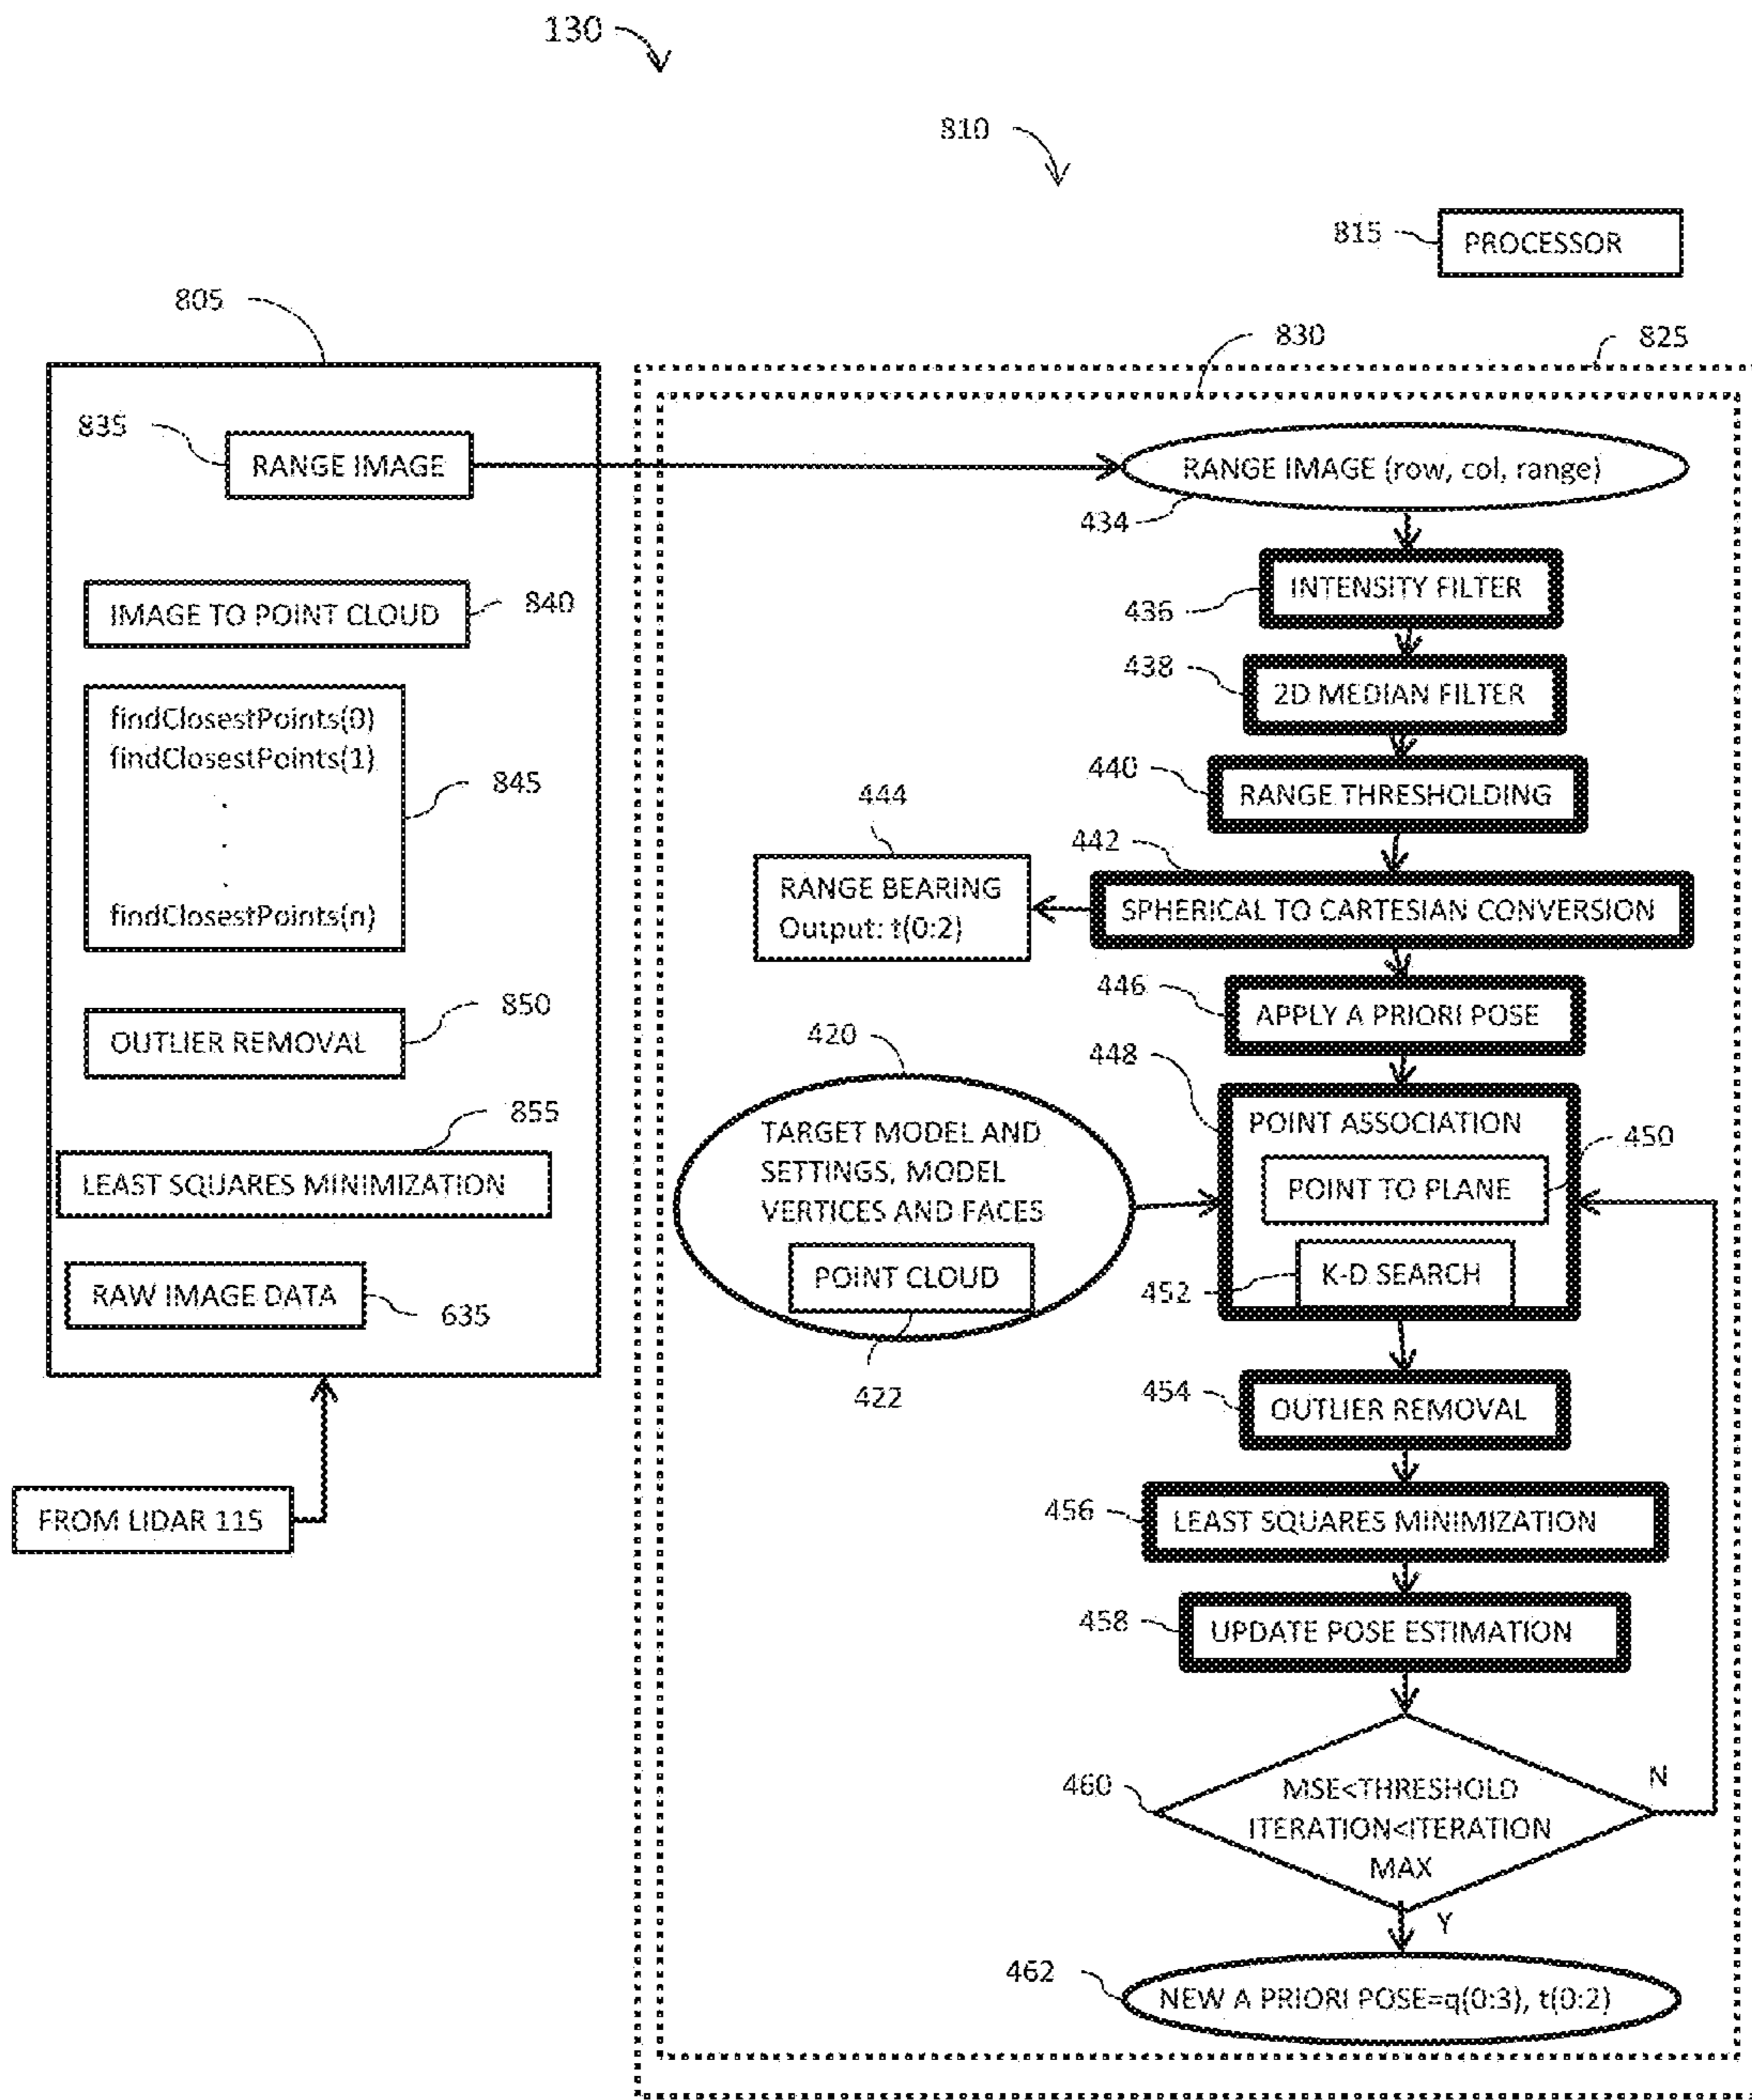 130
810
815
PROCESSOR
805
830
825
835
RANGE IMAGE
RANGE IMAGE (row, col, range)
434
INTENSITY FILTER
436
IMAGE TO POINT CLOUD
840
438
2D MEDIAN FILTER
findClosestPoints(0)
findClosestPoints(1)
.
.
.
findClosestPoints(n)
845
440
RANGE THRESHOLDING
444
442
RANGE BEARING
Output: t(0:2)
SPHERICAL TO CARTESIAN CONVERSION
446
APPLY A PRIORI POSE
850
OUTLIER REMOVAL
420
448
TARGET MODEL AND
SETTINGS, MODEL
VERTICES AND FACES
POINT CLOUD
422
POINT ASSOCIATION
450
POINT TO PLANE
452
K-D SEARCH
855
LEAST SQUARES MINIMIZATION
RAW IMAGE DATA
635
454
OUTLIER REMOVAL
FROM LIDAR 115
456
LEAST SQUARES MINIMIZATION
458
UPDATE POSE ESTIMATION
460
MSE<THRESHOLD
ITERATION<ITERATION
MAX
N
Y
462
NEW A PRIORI POSE=q(0:3), t(0:2)